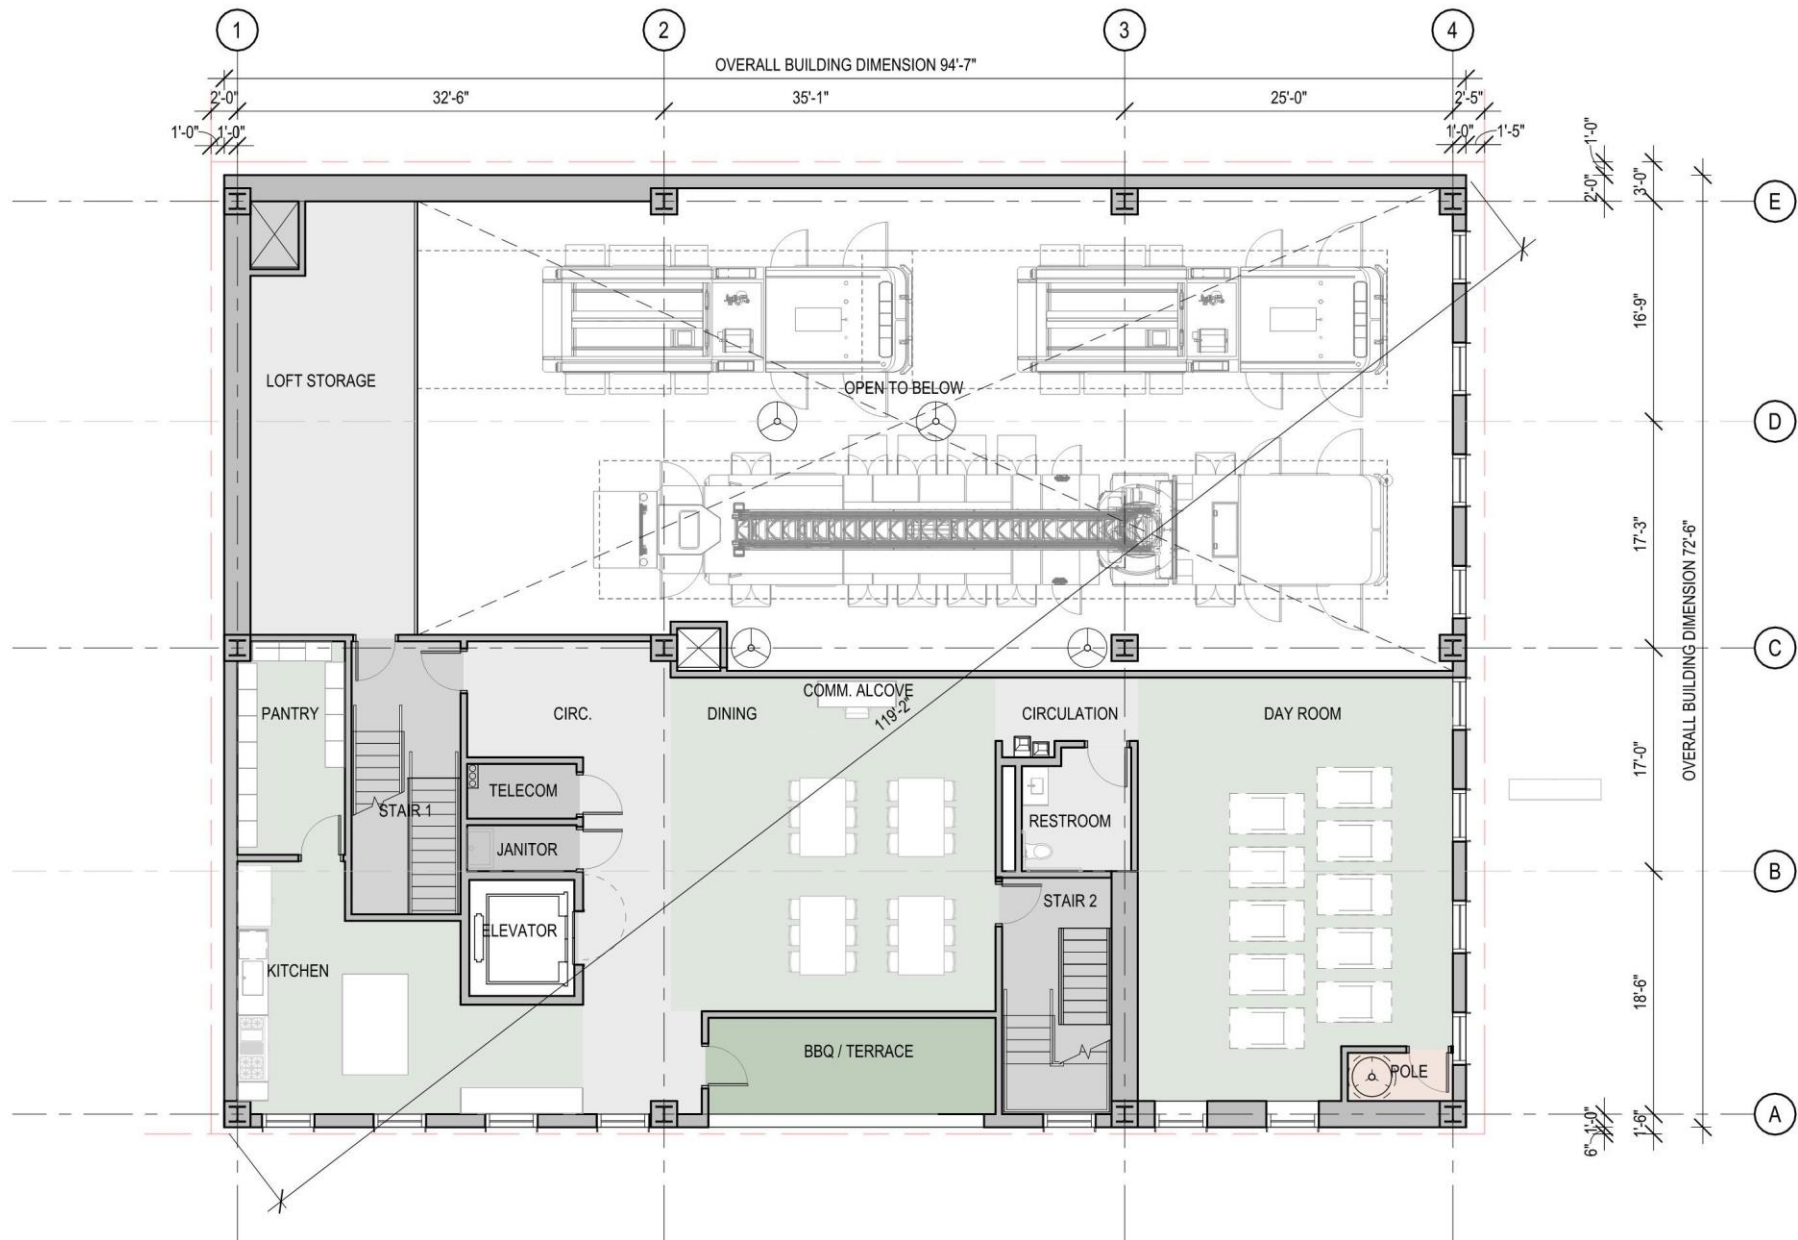 1
2
3
4
OVERALL BUILDING DIMENSION 94'-7"
2'-0"
32'-6"
35'-1"
25'-0"
2'-5"
1'-0"
1'-0"
1'-0"
1'-5"
1'-0"
2'-0"
3'-0"
E
16'-9"
LOFT STORAGE
OPEN TO BELOW
D
17'-3"
OVERALL BUILDING DIMENSION 72'-6"
C
COMM. ALCOVE
119'-2"
PANTRY
CIRC.
DINING
CIRCULATION
DAY ROOM
17'-0"
TELECOM
STAIR 1
RESTROOM
JANITOR
B
STAIR 2
ELEVATOR
KITCHEN
18'-6"
BBQ / TERRACE
POLE
A
1'-0"
1'-6"
6"